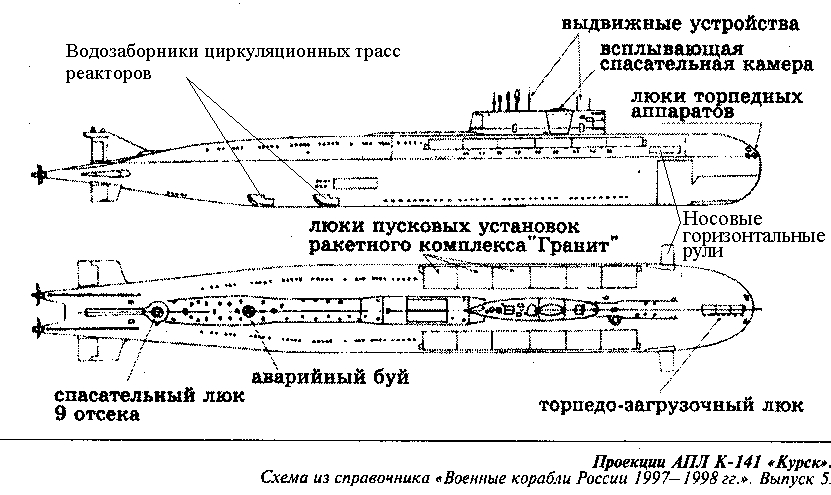 выдвижные устройства
Водозаборники циркуляционных трасс
реакторов
всплывающая
спасательная камера
люки торпедных
аппаратов
люки пусковых установок
ракетного комплекса "Гранит"
Носовые
горизонтальные
рули
аварийный буй
спасательный люк
9 отсека
торпедо-загрузочный люк
Проекции АПЛ К-141 «Курск».
Схема из справочника «Военные корабли России 1997–1998 гг.». Выпуск 5.